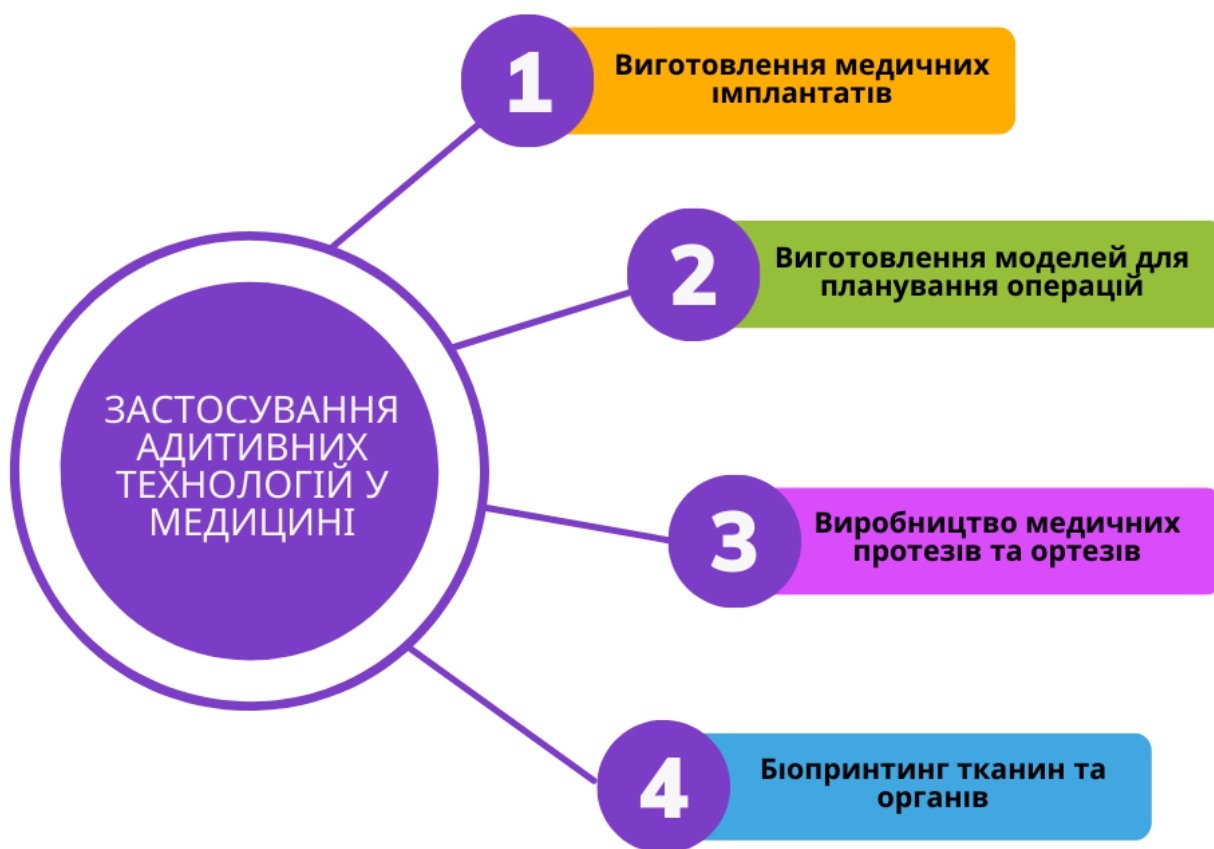 1
Виготовлення медичних
імплантатів
2
Виготовлення моделей для
планування операцій
ЗАСТОСУВАННЯ
АДИТИВНИХ
ТЕХНОЛОГІЙ У
МЕДИЦИНІ
3
Виробництво медичних
протезів та ортезів
4
Біопринтинг тканин та
органів